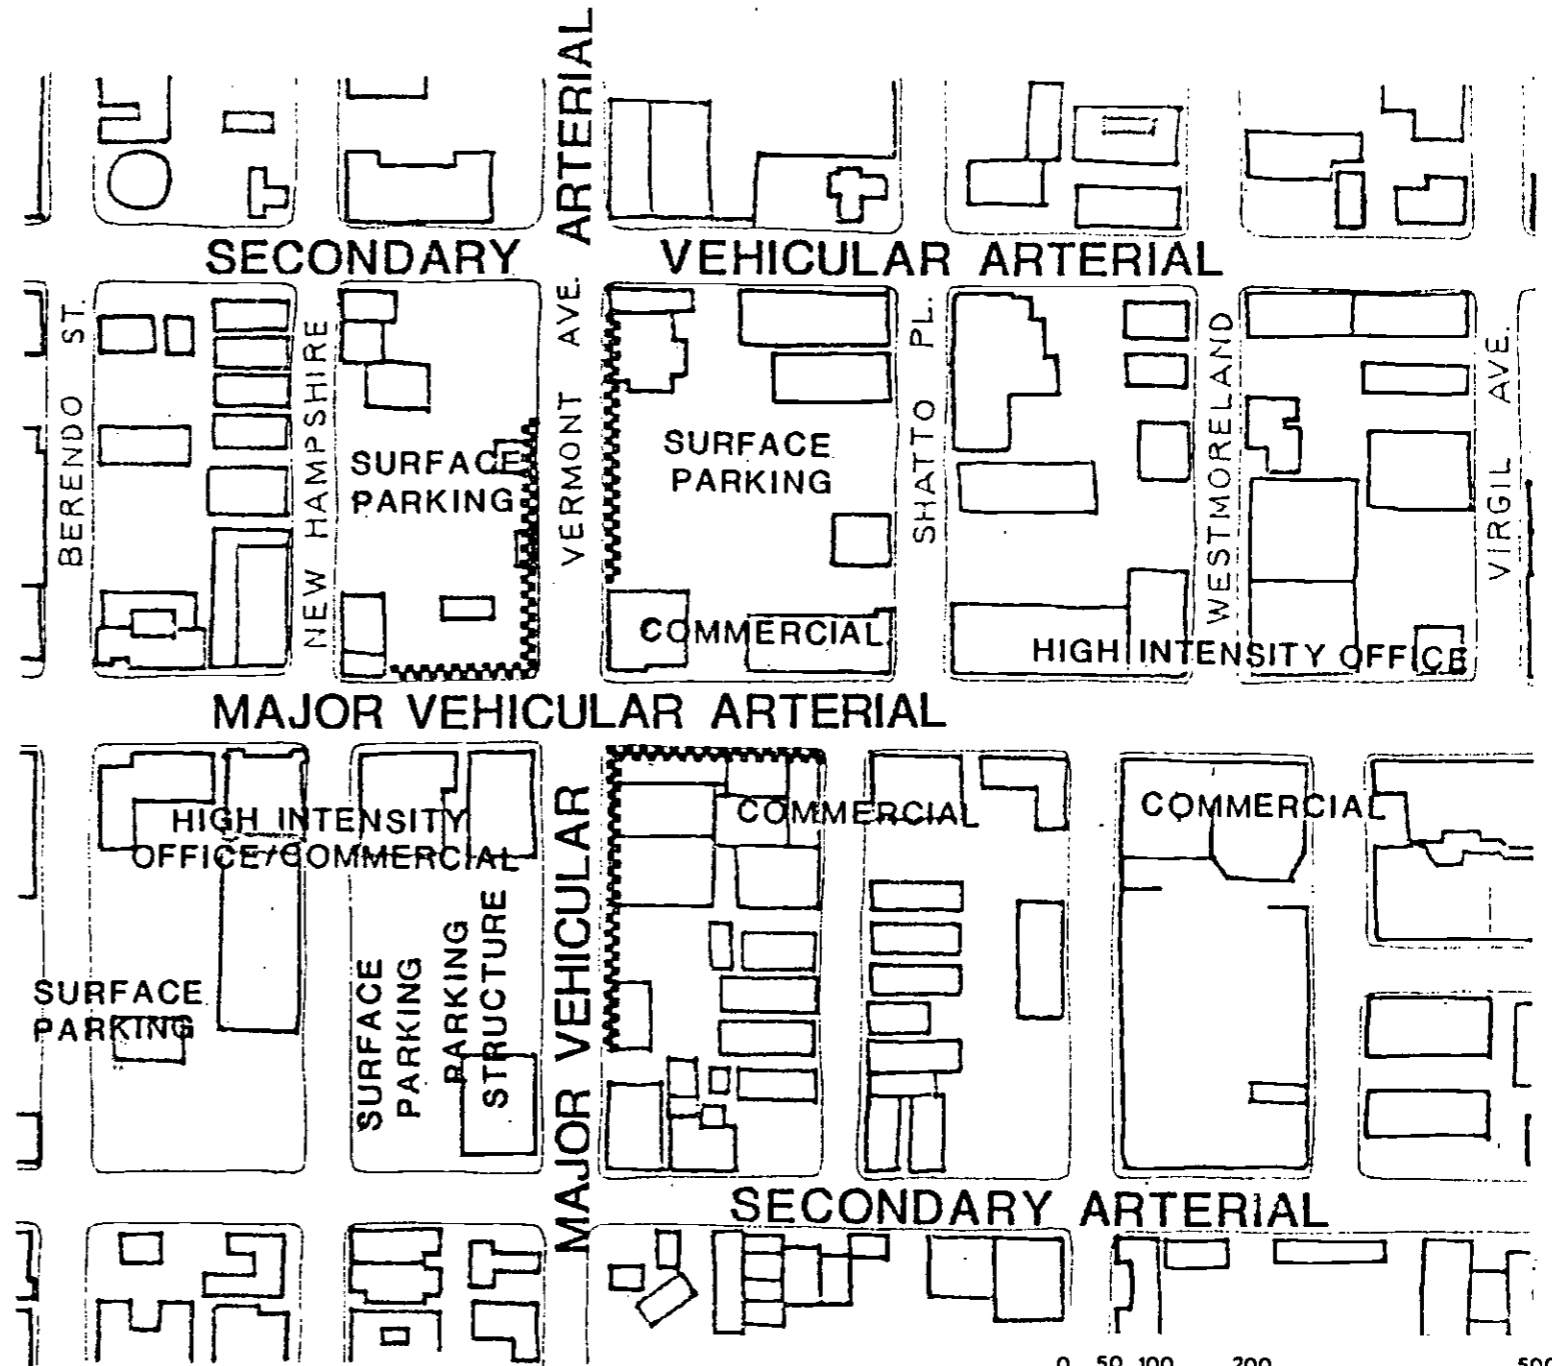 ARTERIAL
SECONDARY VEHICULAR ARTERIAL
BERENDO ST.
NEW HAMPSHIRE
VERMONT AVE.
SHATTO PL.
WESTMORELAND
VIRGIL AVE.
SURFACE
PARKING
SURFACE
PARKING
COMMERCIAL
HIGH INTENSITY OFFICE
MAJOR VEHICULAR ARTERIAL
HIGH INTENSITY
OFFICE/COMMERCIAL
COMMERCIAL
COMMERCIAL
SURFACE
PARKING
SURFACE
PARKING
PARKING
STRUCTURE
MAJOR VEHICULAR
SECONDARY ARTERIAL
0 50 100 200